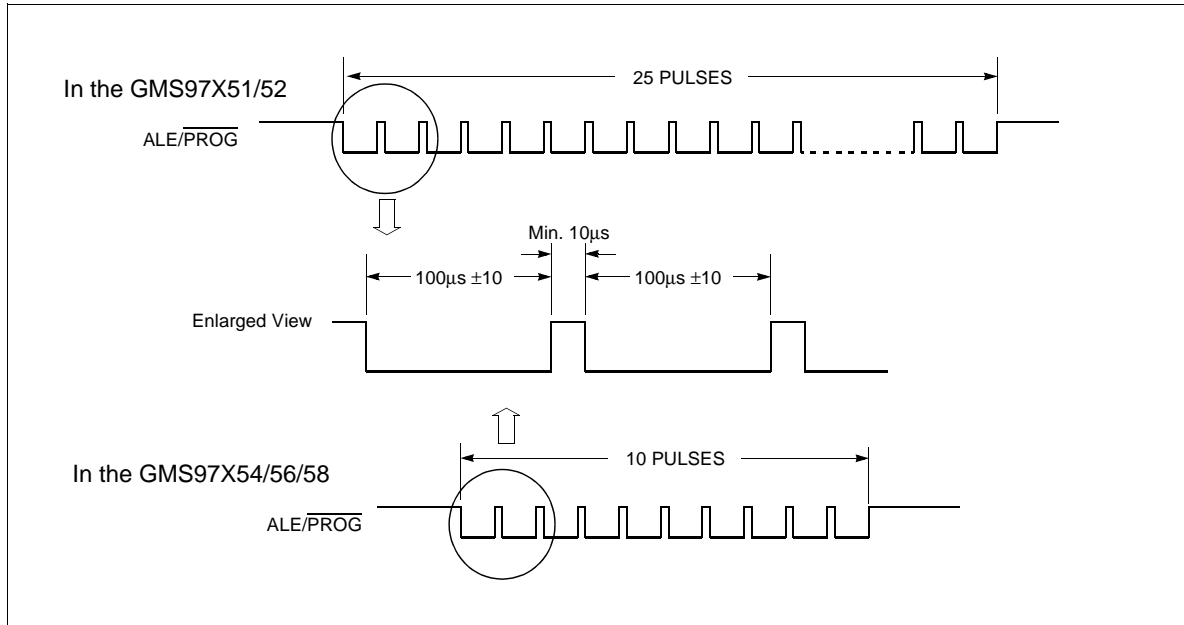 25 PULSES
In the GMS97X51/52
ALE/PROG
Min. 10µs
100µs ±10
100µs ±10
Enlarged View
10 PULSES
In the GMS97X54/56/58
ALE/PROG